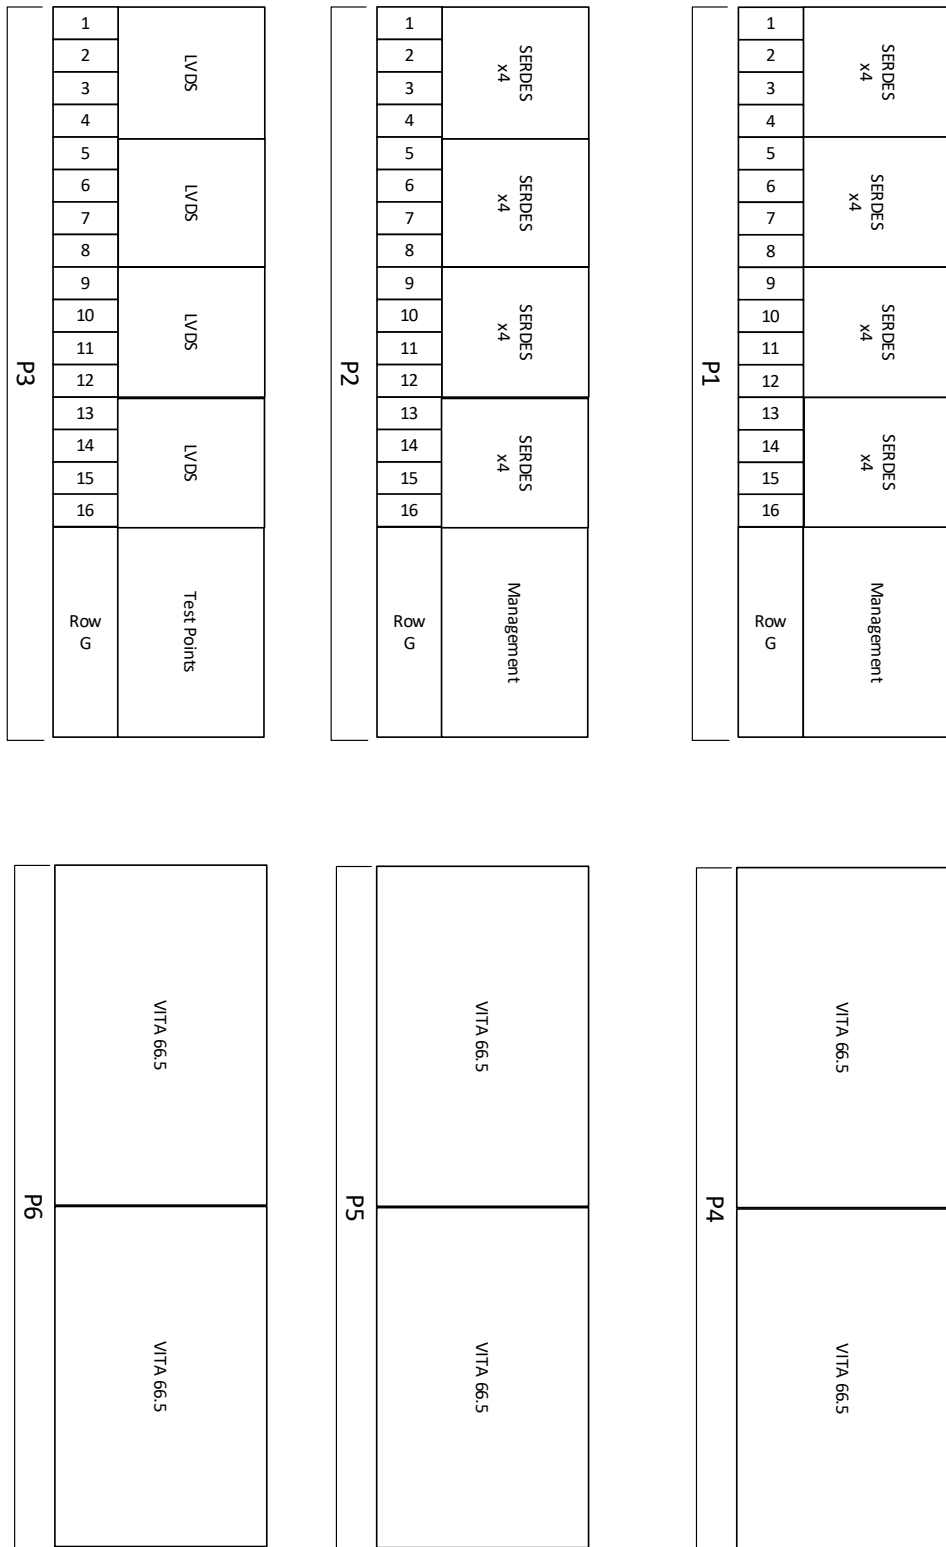 1
2
3
4
5
6
7
8
9
10
11
12
13
14
15
16
Row
G
LVDS
LVDS
LVDS
LVDS
Test Points
P3
1
2
3
4
5
6
7
8
9
10
11
12
13
14
15
16
Row
G
SERDES
x4
SERDES
x4
SERDES
x4
SERDES
x4
Management
P2
1
2
3
4
5
6
7
8
9
10
11
12
13
14
15
16
Row
G
SERDES
x4
SERDES
x4
SERDES
x4
SERDES
x4
Management
P1
VITA 66.5
VITA 66.5
P6
VITA 66.5
VITA 66.5
P5
VITA 66.5
VITA 66.5
P4